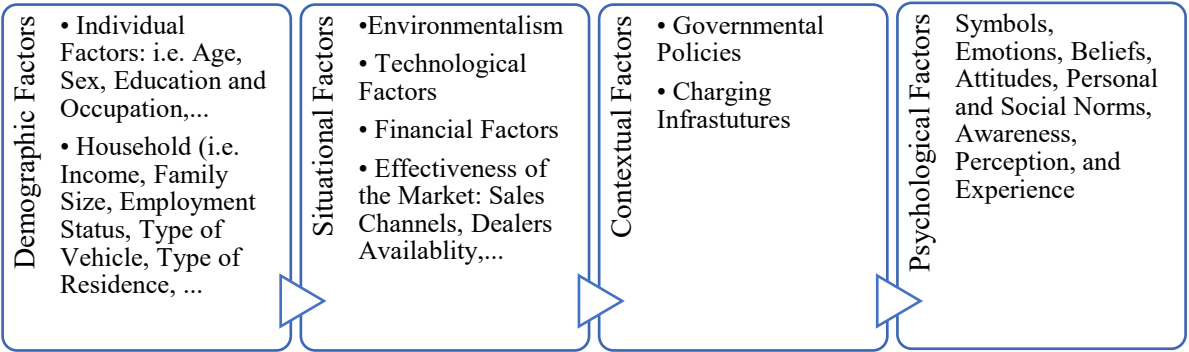 Demographic Factors
• Individual
Factors: i.e. Age,
Sex, Education and
Occupation,...
• Household (i.e.
Income, Family
Size, Employment
Status, Type of
Vehicle, Type of
Residence, ...
Situational Factors
•Environmentalism
• Technological
Factors
• Financial Factors
• Effectiveness of
the Market: Sales
Channels, Dealers
Availablity,...
Contextual Factors
• Governmental
Policies
• Charging
Infrastutures
Psychological Factors
Symbols,
Emotions, Beliefs,
Attitudes, Personal
and Social Norms,
Awareness,
Perception, and
Experience